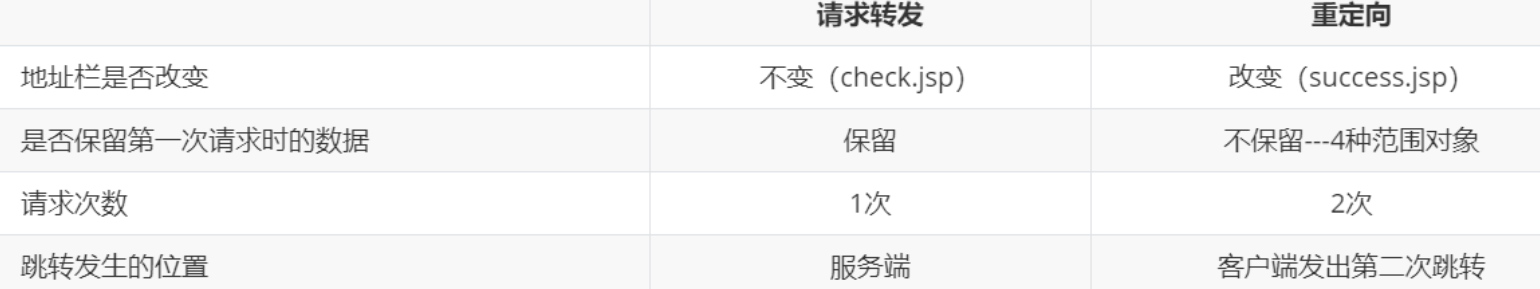 请求转发 重定向
地址栏是否改变 不变（check.jsp） 改变（success.jsp）
是否保留第一次请求时的数据 保留 不保留---4种范围对象
请求次数 1次 2次
跳转发生的位置 服务端 客户端发出第二次跳转